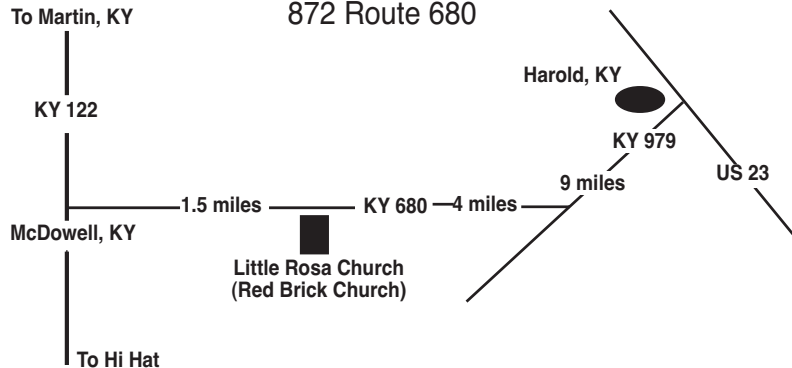 To Martin, KY
872 Route 680
Harold, KY
KY 122
KY 979
US 23
9 miles
1.5 miles
KY 680
4 miles
McDowell, KY
Little Rosa Church
(Red Brick Church)
To Hi Hat